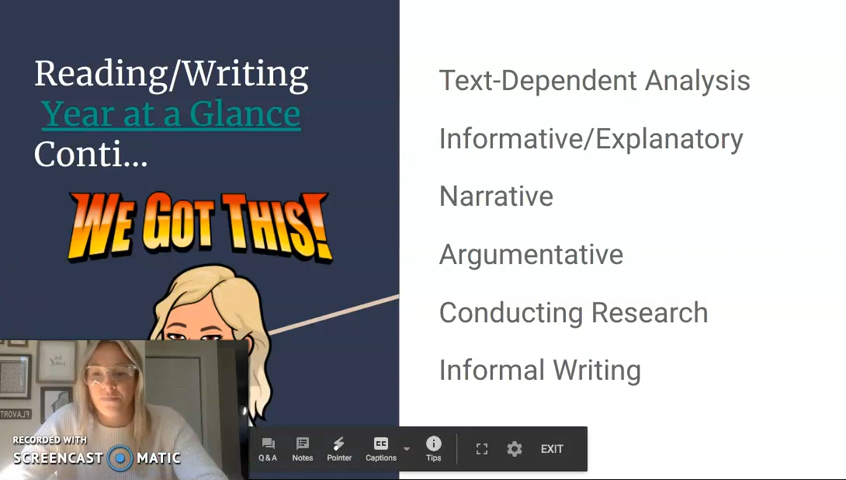 Reading/Writing
Year at a Glance
Conti...
WE GOT THIS!
Text-Dependent Analysis
Informative/Explanatory
Narrative
Argumentative
Conducting Research
Informal Writing
RECORDED WITH
SCREENCAST MATIC
Q&A
Notes
Pointer
CC
Captions
Tips
EXIT